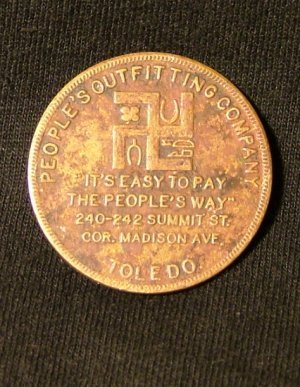 PEOPLE'S OUTFITTING COMPANY
"IT'S EASY TO PAY
THE PEOPLE'S WAY"
240-242 SUMMIT ST.
COR. MADISON AVE.
TOLEDO.